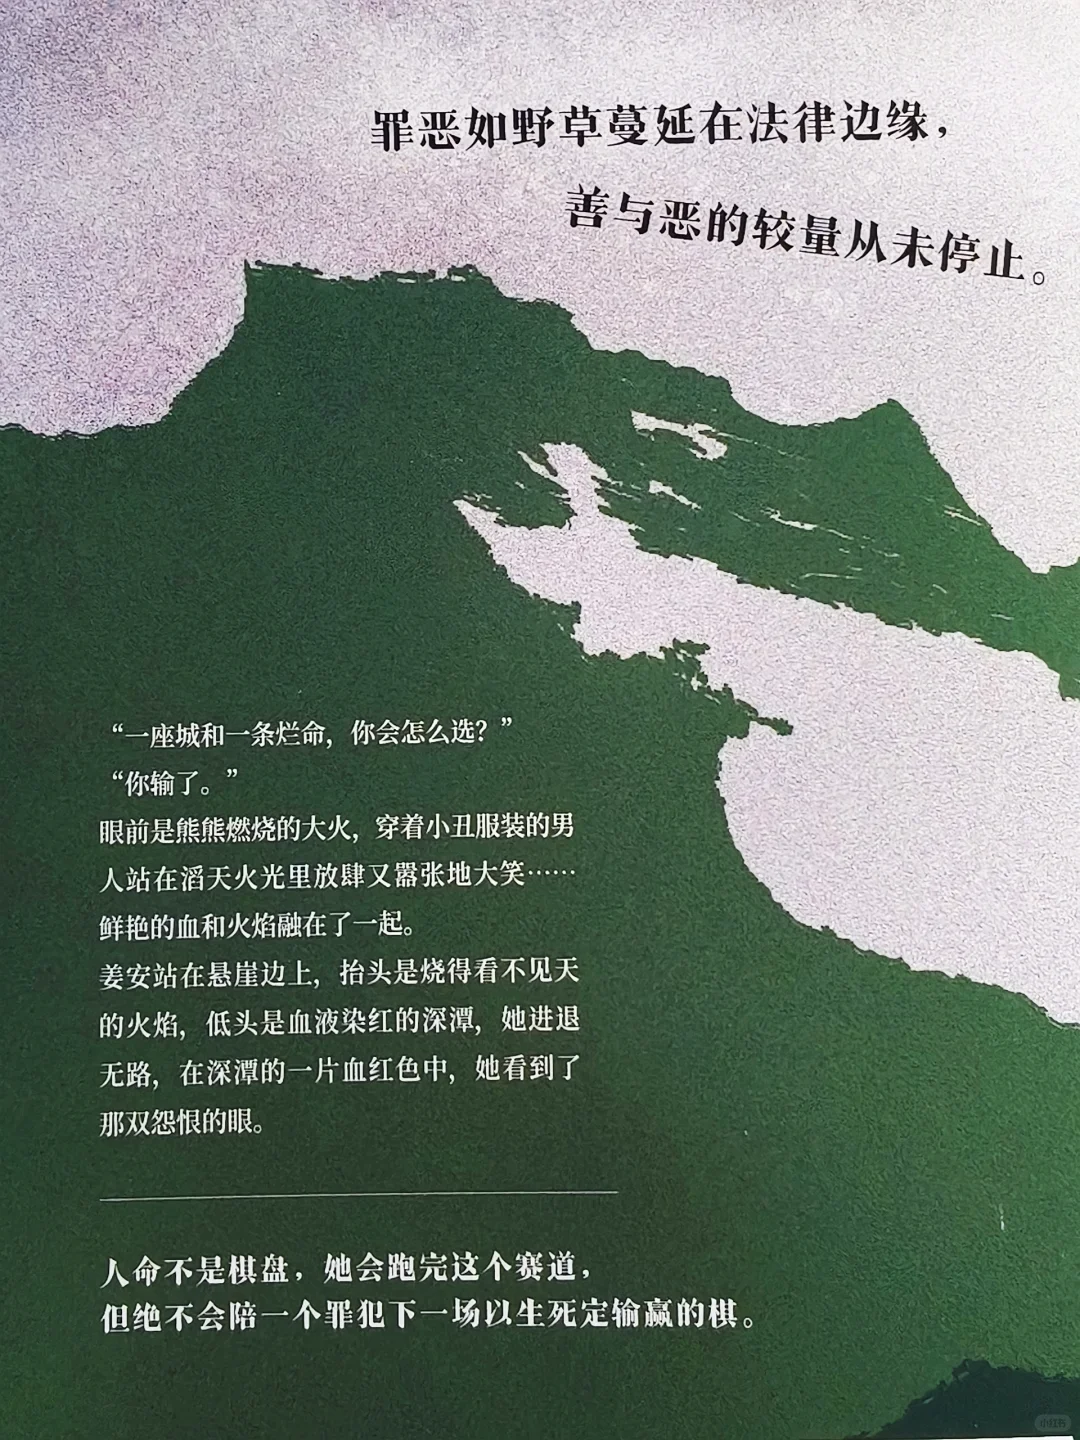 罪恶如野草蔓延在法律边缘，
善与恶的较量从未停止。
“一座城和一条烂命，你会怎么选？”
“你输了。”
眼前是熊熊燃烧的大火，穿着小丑服装的男
人站在滔天火光里放肆又嚣张地大笑……
鲜艳的血和火焰融在了一起。
姜安站在悬崖边上，抬头是烧得看不见天
的火焰，低头是血液染红的深潭，她进退
无路，在深潭的一片血红色中，她看到了
那双怨恨的眼。
人命不是棋盘，她会跑完这个赛道，
但绝不会陪一个罪犯下一场以生死定输赢的棋。
小红书